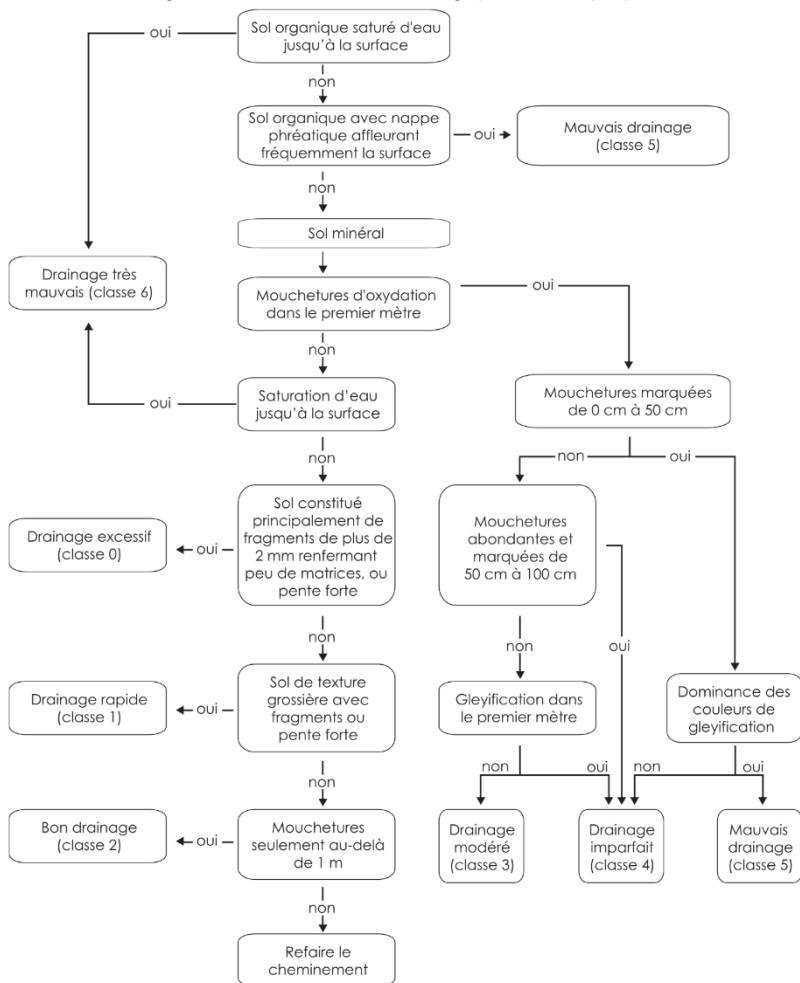 Sol organique saturé d'eau
jusqu'à la surface
oui
non
Sol organique avec nappe
phréatique affleurant
fréquemment la surface
oui
Mauvais drainage
(classe 5)
non
Sol minéral
Drainage très
mauvais (classe 6)
Mouchetures d'oxydation
dans le premier mètre
oui
non
Saturation d'eau
jusqu'à la surface
oui
Mouchetures marquées
de 0 cm à 50 cm
non
non
oui
Sol constitué
principalement de
fragments de plus de
2 mm renfermant
peu de matrices, ou
pente forte
oui
Drainage excessif
(classe 0)
Mouchetures
abondantes et
marquées de
50 cm à 100 cm
non
non
oui
Sol de texture
grossière avec
fragments ou
pente forte
oui
Drainage rapide
(classe 1)
Gleyification dans
le premier mètre
Dominance des
couleurs de
gleyification
non
non
oui
non
oui
Mouchetures
seulement au-delà
de 1 m
oui
Bon drainage
(classe 2)
Drainage
modéré
(classe 3)
Drainage
imparfait
(classe 4)
Mauvais
drainage
(classe 5)
non
Refaire le
cheminement